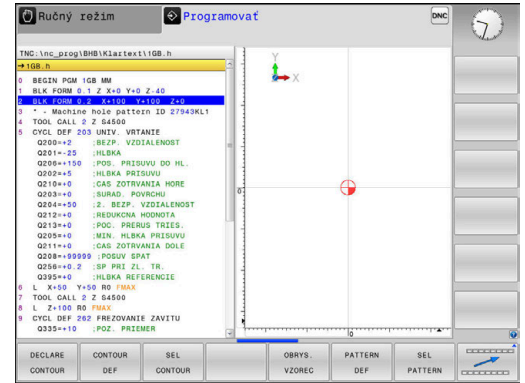 Ručný režim
Programovať
DNC
TNC:\nc_prog\BHB\Klartext\1GB.h
→1GB.h
0 BEGIN PGM 1GB MM
1 BLK FORM 0.1 Z X+0 Y+0 Z-40
2 BLK FORM 0.2 X+100 Y+100 Z+0
3 * - Machine hole pattern ID 27943KL1
4 TOOL CALL 2 Z S4500
5 CYCL DEF 203 UNIV. VRTANIE
Q200=+2 ;BEZP. VZDIALENOST
Q201=-25 ;HLBKA
Q206=+150 ;POS. PRISUVU DO HL.
Q202=+5 ;HLBKA PRISUVU
Q210=+0 ;CAS ZOTRVANIA HORE
Q203=+0 ;SURAD. POVRCHU
Q204=+50 ;2. BEZP. VZDIALENOST
Q212=+0 ;REDUKCNA HODNOTA
Q213=+0 ;POC. PRERUS TRIES.
Q205=+0 ;MIN. HLBKA PRISUVU
Q211=+0 ;CAS ZOTRVANIA DOLE
Q208=+99999 ;POSUV SPAT
Q256=+0.2 ;SP PRI ZL. TR.
Q395=+0 ;HLBKA REFERENCIE
6 L X+50 Y+50 R0 FMAX
7 TOOL CALL 2 Z S4500
8 L Z+100 R0 FMAX
9 CYCL DEF 262 FREZOVANIE ZAVITU
Q335=+10 ;POZ. PRIEMER
Y
X
0
0
DECLARE CONTOUR
CONTOUR DEF
SEL CONTOUR
OBRYS. VZOREC
PATTERN DEF
SEL PATTERN